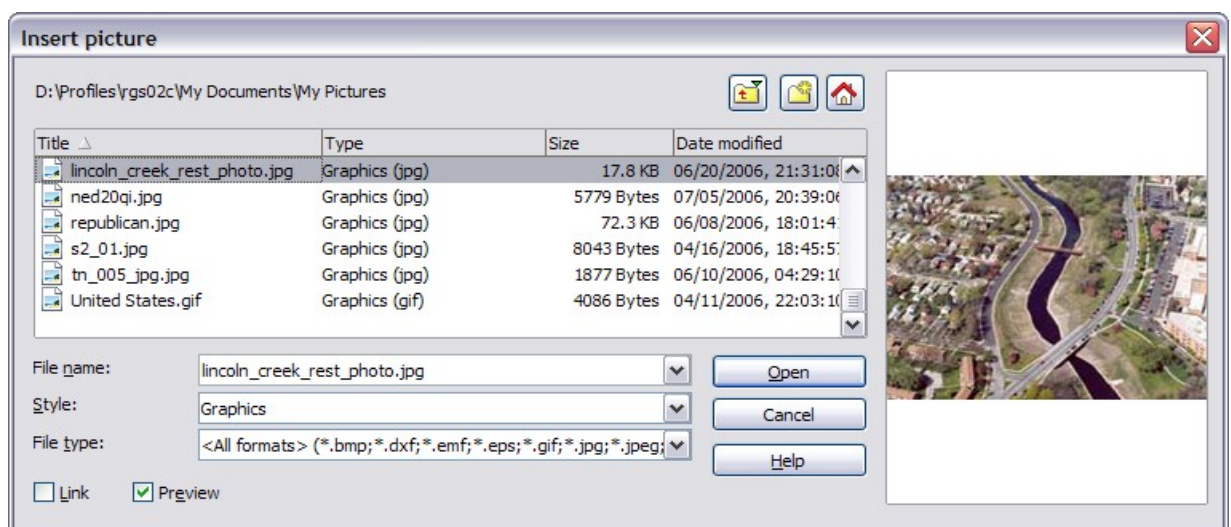 Insert picture
D:\Profiles\rgs02c\My Documents\My Pictures
Title Type Size Date modified
lincoln_creek_rest_photo.jpg Graphics (jpg) 17.8 KB 06/20/2006, 21:31:08
ned20qi.jpg Graphics (jpg) 5779 Bytes 07/05/2006, 20:39:06
republican.jpg Graphics (jpg) 72.3 KB 06/08/2006, 18:01:4
s2_01.jpg Graphics (jpg) 8043 Bytes 04/16/2006, 18:45:5
tn_005_jpg.jpg Graphics (jpg) 1877 Bytes 06/10/2006, 04:29:10
United States.gif Graphics (gif) 4086 Bytes 04/11/2006, 22:03:10
File name: lincoln_creek_rest_photo.jpg Open
Style: Graphics Cancel
File type: <All formats> (*.bmp;*.dxf;*.emf;*.eps;*.gif;*.jpg;*.jpeg; Help
Link Preview